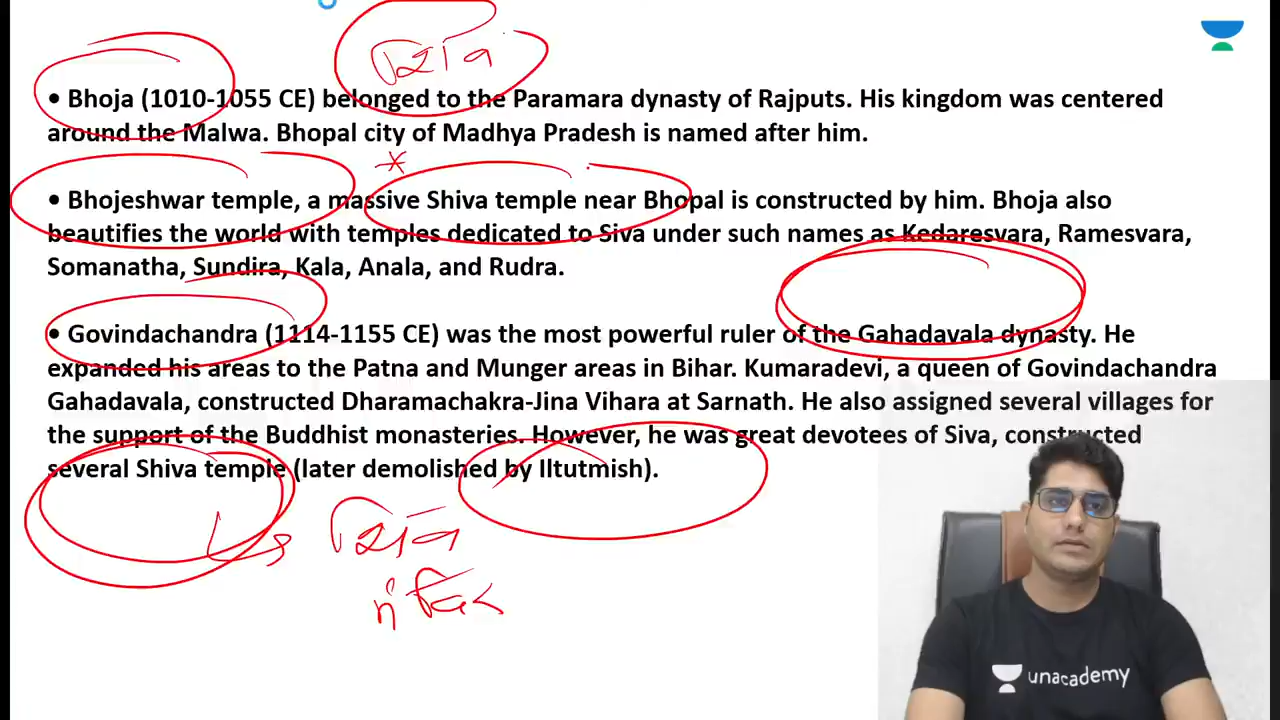 शिव
• Bhoja (1010-1055 CE) belonged to the Paramara dynasty of Rajputs. His kingdom was centered
around the Malwa. Bhopal city of Madhya Pradesh is named after him.
• Bhojeshwar temple, a massive Shiva temple near Bhopal is constructed by him. Bhoja also
beautifies the world with temples dedicated to Siva under such names as Kedaresvara, Ramesvara,
Somanatha, Sundira, Kala, Anala, and Rudra.
• Govindachandra (1114-1155 CE) was the most powerful ruler of the Gahadavala dynasty. He
expanded his areas to the Patna and Munger areas in Bihar. Kumaradevi, a queen of Govindachandra
Gahadavala, constructed Dharamachakra-Jina Vihara at Sarnath. He also assigned several villages for
the support of the Buddhist monasteries. However, he was great devotees of Siva, constructed
several Shiva temple (later demolished by Iltutmish).
शिव
मंदिर
unacademy